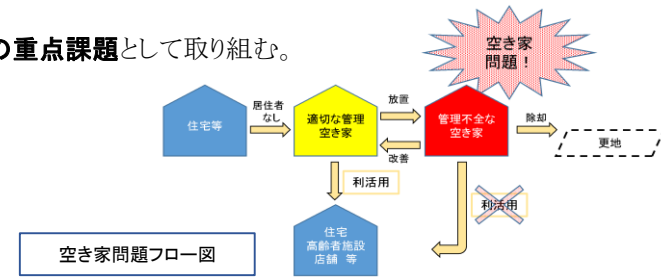 の重点課題として取り組む。
空き家
問題！
住宅等
居住者
なし
適切な管理
空き家
放置
改善
管理不全な
空き家
除却
更地
利活用
利活用
住宅
高齢者施設
店舗 等
空き家問題フロー図